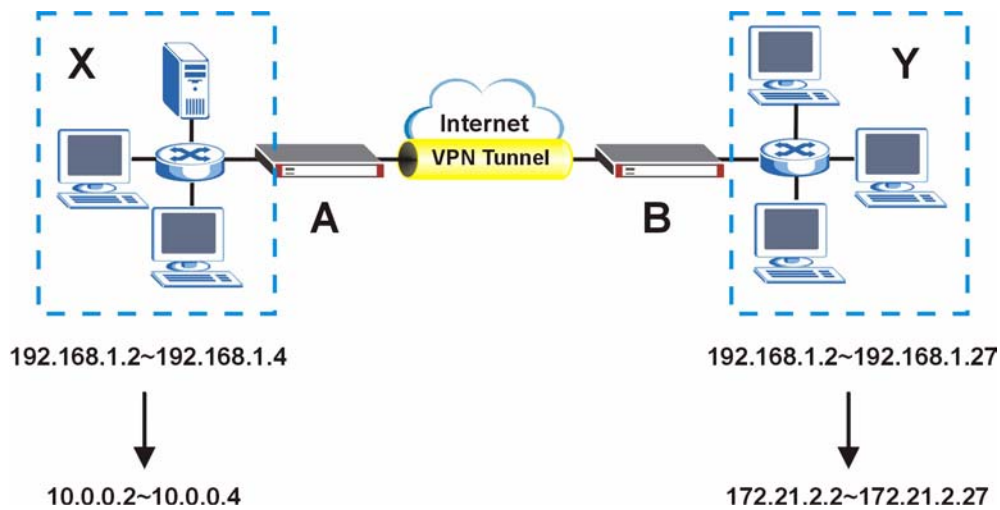 X
Y
Internet
VPN Tunnel
A
B
192.168.1.2~192.168.1.4
192.168.1.2~192.168.1.27
10.0.0.2~10.0.0.4
172.21.2.2~172.21.2.27